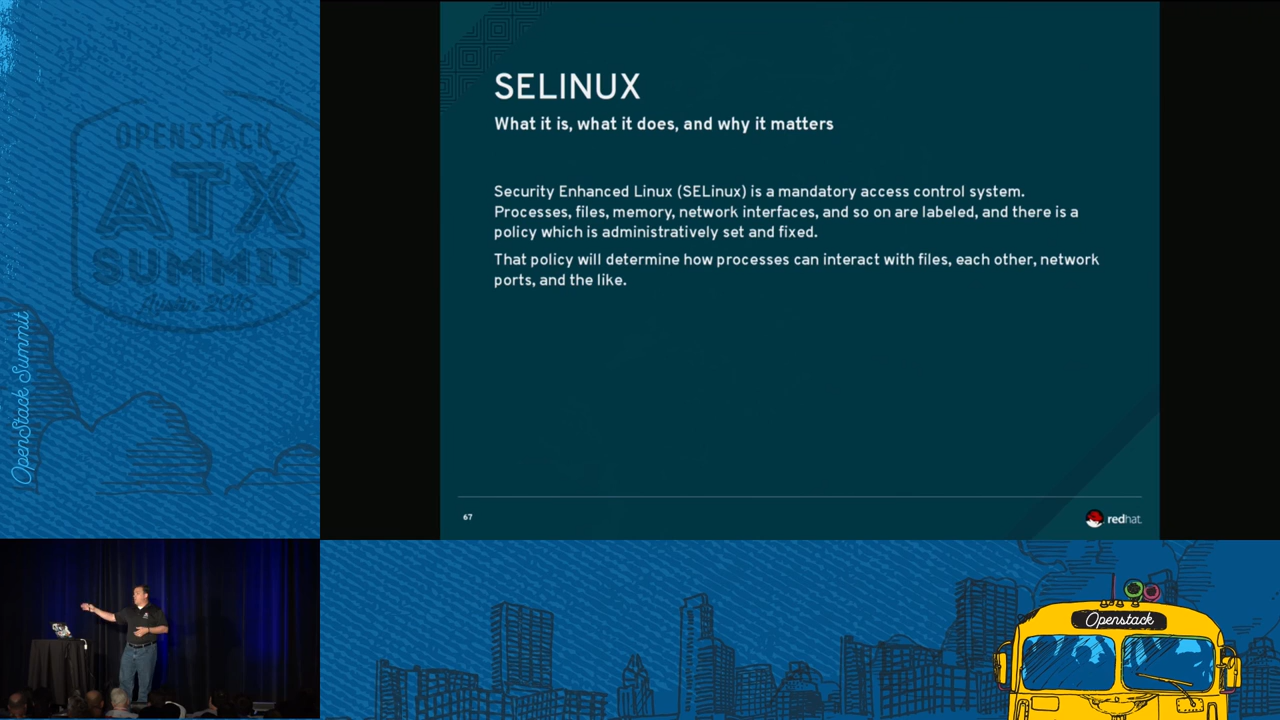 OPENSTACK
ATX
SUMMIT
Austin 2016
OpenStack Summit
SELINUX
What it is, what it does, and why it matters
Security Enhanced Linux (SELinux) is a mandatory access control system.
Processes, files, memory, network interfaces, and so on are labeled, and there is a
policy which is administratively set and fixed.
That policy will determine how processes can interact with files, each other, network
ports, and the like.
67
redhat.
Openstack